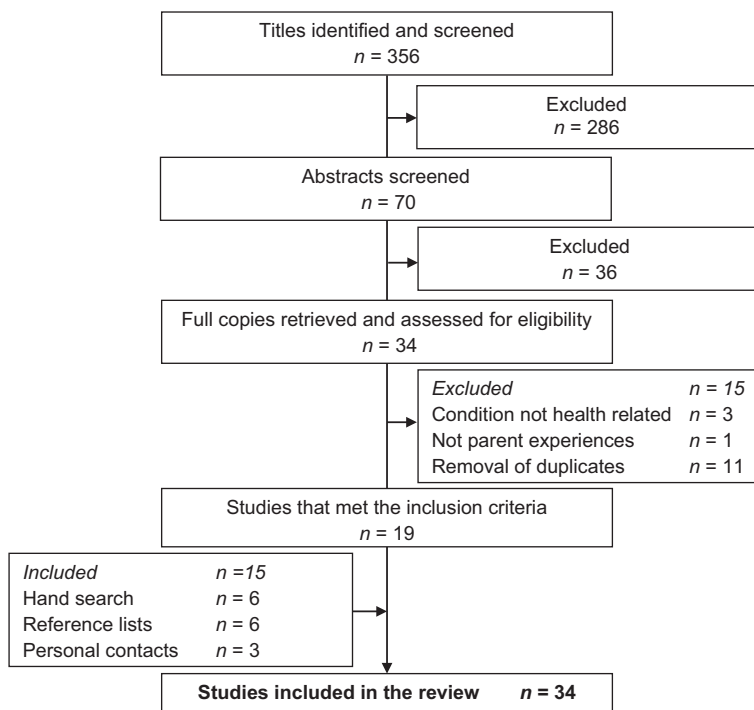 Titles identified and screened
n = 356
Excluded
n = 286
Abstracts screened
n = 70
Excluded
n = 36
Full copies retrieved and assessed for eligibility
n = 34
Excluded n = 15
Condition not health related n = 3
Not parent experiences n = 1
Removal of duplicates n = 11
Studies that met the inclusion criteria
n = 19
Included n =15
Hand search n = 6
Reference lists n = 6
Personal contacts n = 3
Studies included in the review n = 34